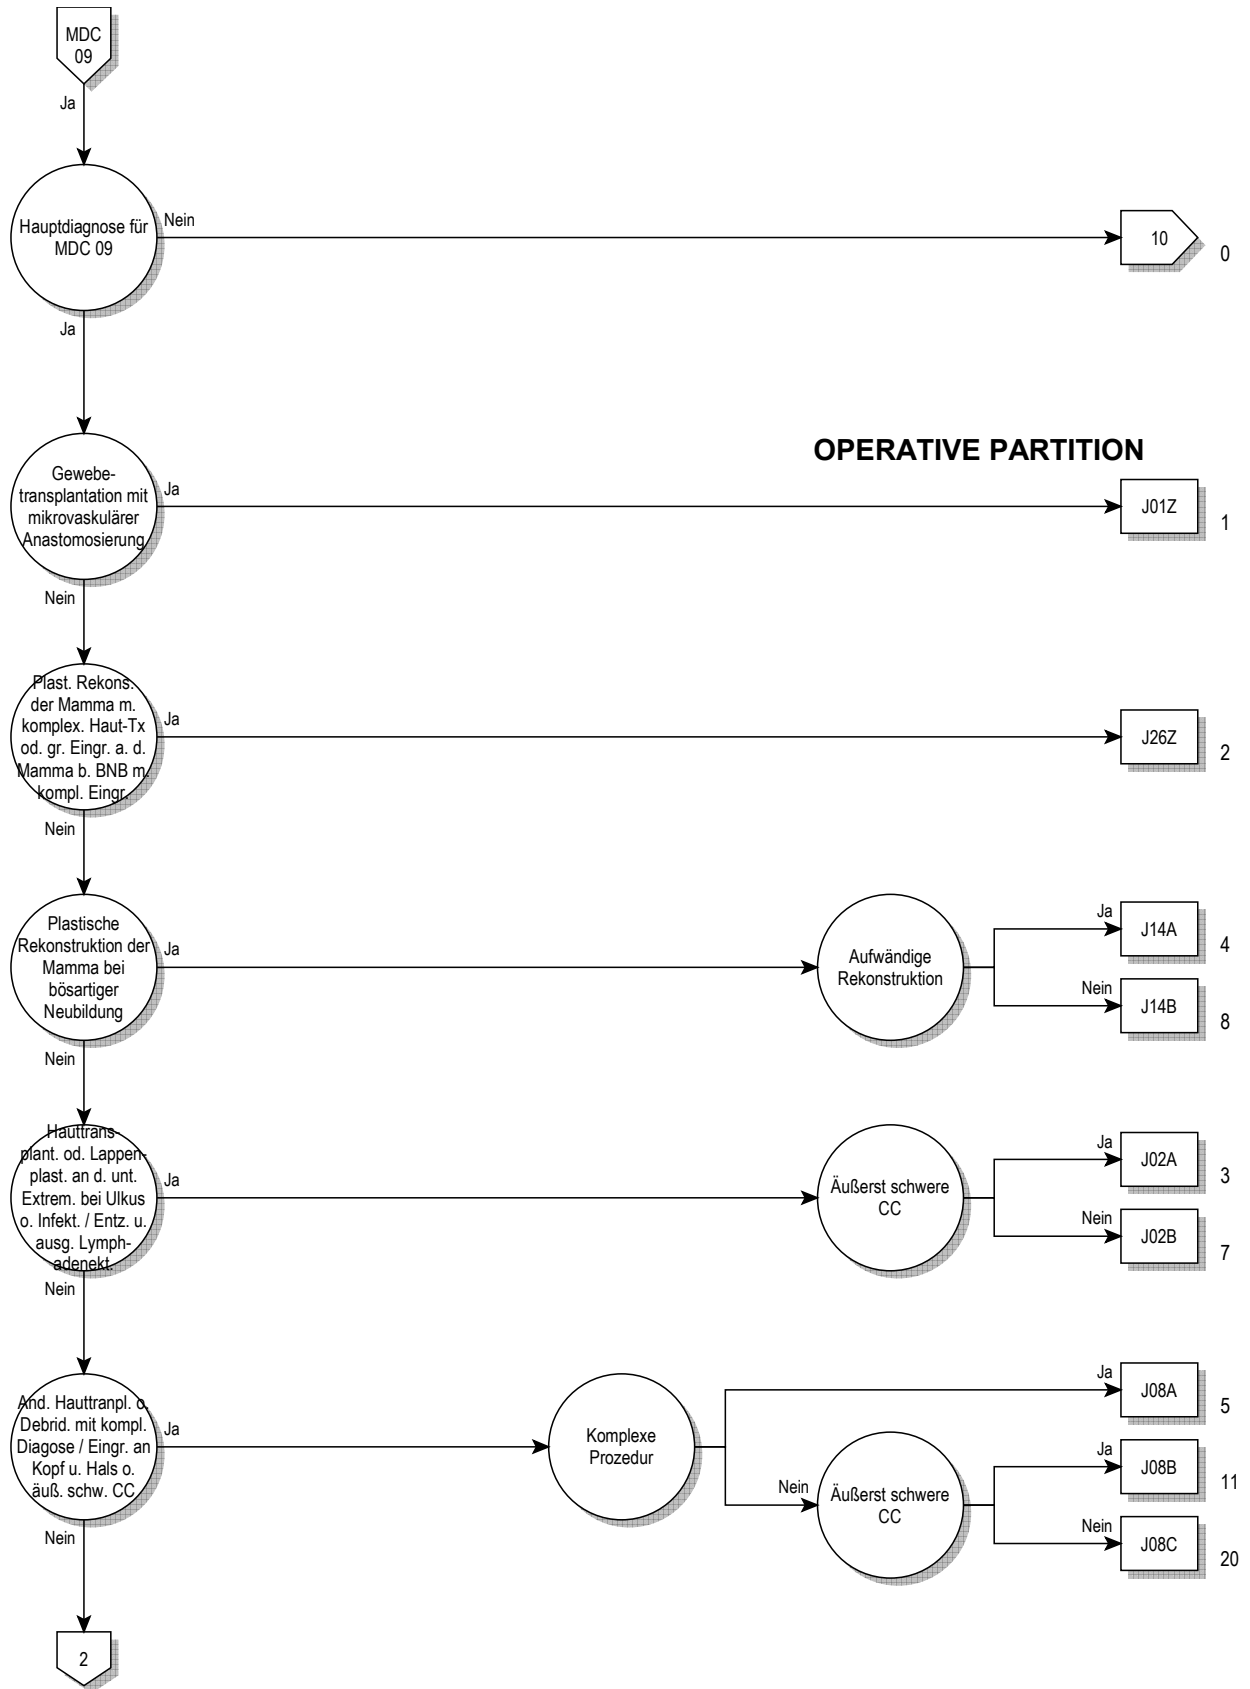 MDC
09
Ja
Hauptdiagnose für
MDC 09
Nein
10
0
Ja
OPERATIVE PARTITION
Gewebe-
transplantation mit
mikrovaskulärer
Anastomosierung
Ja
J01Z
1
Nein
Plast. Rekons.
der Mamma m.
komplex. Haut-Tx
od. gr. Eingr. a. d.
Mamma b. BNB m.
kompl. Eingr.
Ja
J26Z
2
Nein
Plastische
Rekonstruktion der
Mamma bei
bösartiger
Neubildung
Ja
Aufwändige
Rekonstruktion
Ja
J14A
4
Nein
J14B
8
Nein
Hauttrans-
plant. od. Lappen-
plast. an d. unt.
Extrem. bei Ulkus
o. Infekt. / Entz. u.
ausg. Lymph-
adenekt.
Ja
Äußerst schwere
CC
Ja
J02A
3
Nein
J02B
7
Nein
And. Hauttranpl. o.
Debrid. mit kompl.
Diagose / Eingr. an
Kopf u. Hals o.
äuß. schw. CC
Ja
Komplexe
Prozedur
Ja
J08A
5
Nein
Äußerst schwere
CC
Ja
J08B
11
Nein
J08C
20
Nein
2